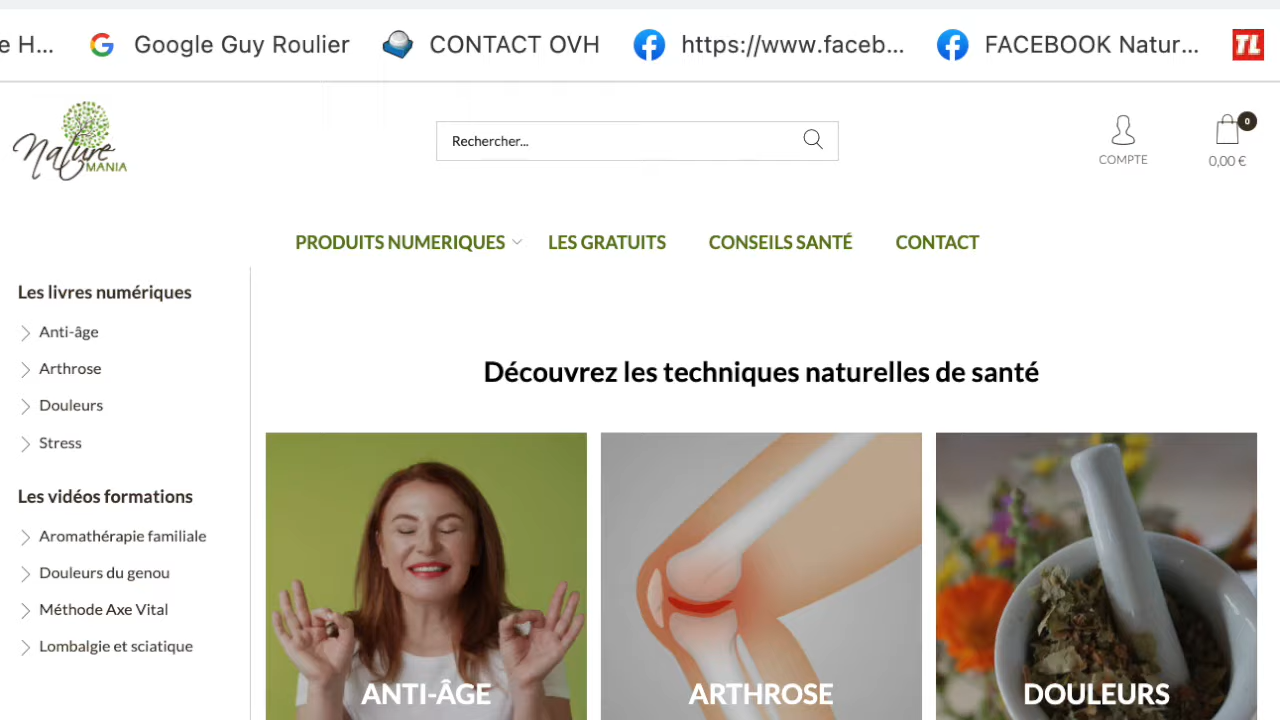 e H...
Google Guy Roulier
CONTACT OVH
https://www.faceb...
FACEBOOK Natur...
TL
Nature
MANIA
Rechercher...
COMPTE
0
0,00 €
PRODUITS NUMERIQUES
LES GRATUITS
CONSEILS SANTÉ
CONTACT
Les livres numériques
Anti-âge
Arthrose
Douleurs
Stress
Les vidéos formations
Aromathérapie familiale
Douleurs du genou
Méthode Axe Vital
Lombalgie et sciatique
Découvrez les techniques naturelles de santé
ANTI-ÂGE
ARTHROSE
DOULEURS